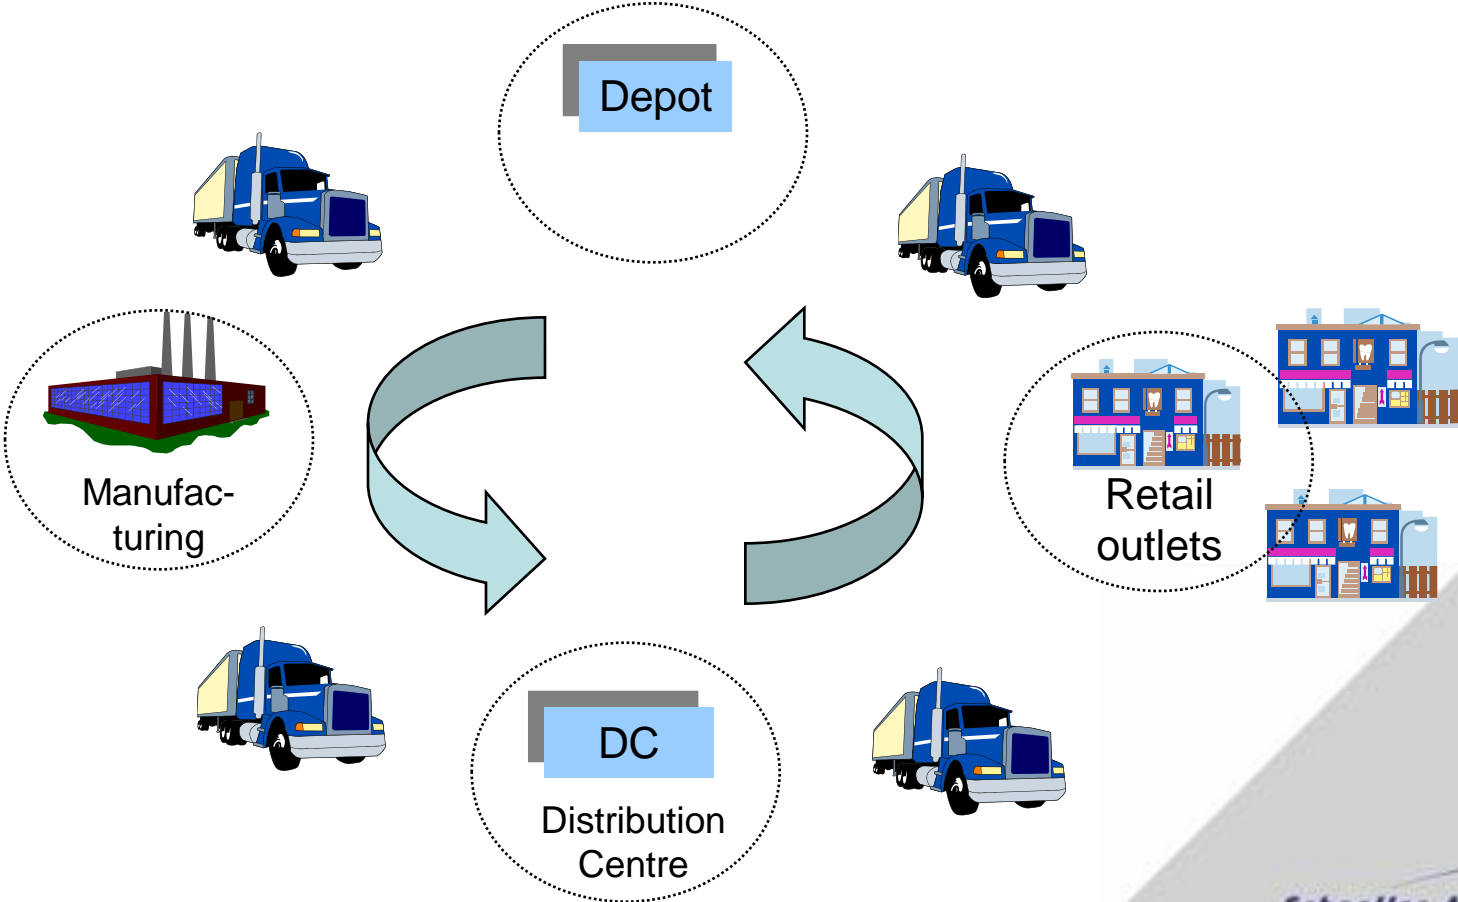 Depot
Manufac-
turing
Retail
outlets
DC
Distribution
Centre